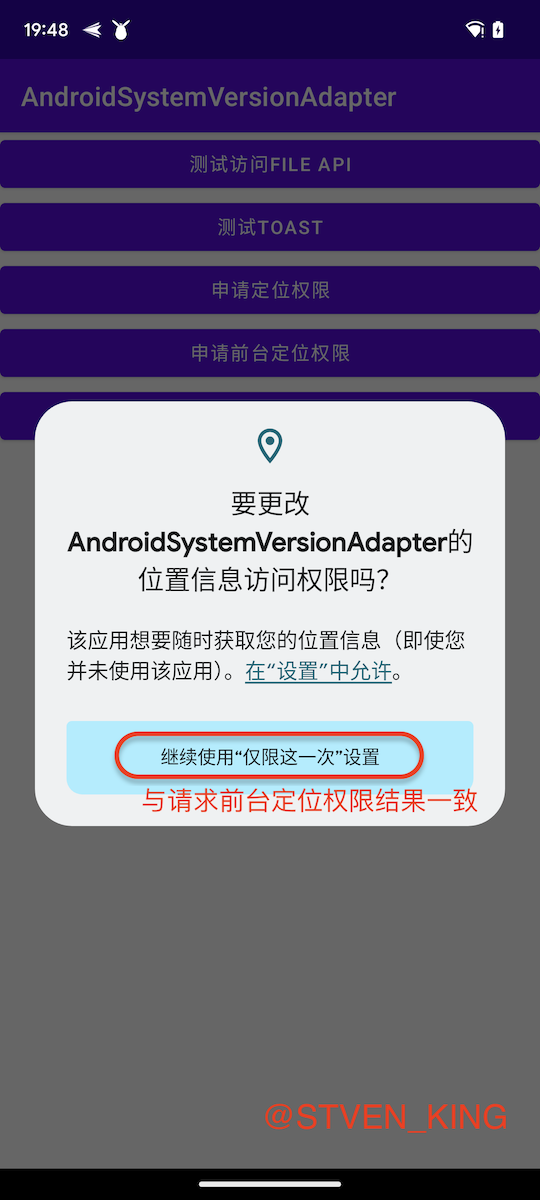 19:48
AndroidSystemVersionAdapter
测试访问FILE API
测试TOAST
申请定位权限
申请前台定位权限
要更改
AndroidSystemVersionAdapter的
位置信息访问权限吗？
该应用想要随时获取您的位置信息（即使您
并未使用该应用）。在“设置”中允许。
继续使用“仅限这一次”设置
与请求前台定位权限结果一致
@STVEN_KING